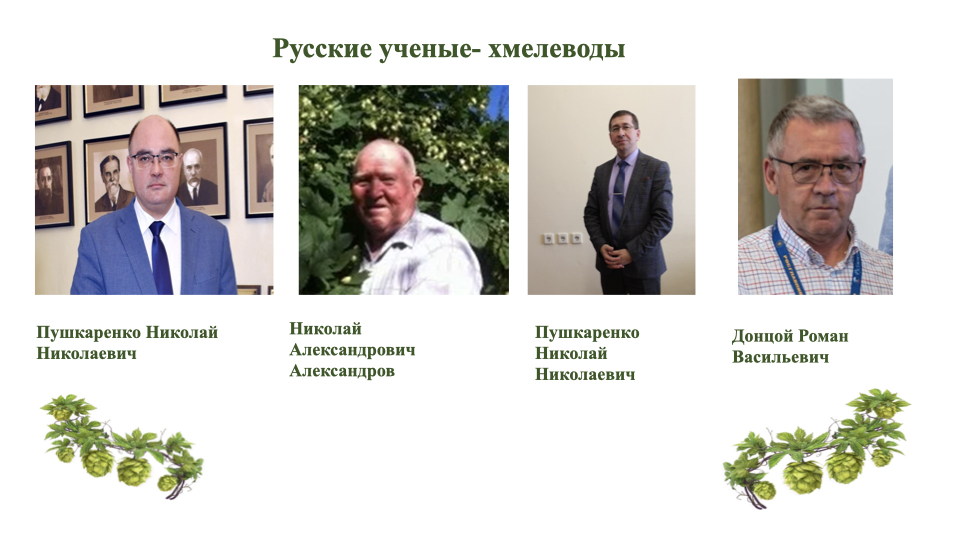 Русские ученые- хмелеводы
Пушкаренко Николай
Николаевич
Николай
Александрович
Александров
Пушкаренко
Николай
Николаевич
Донцой Роман
Васильевич